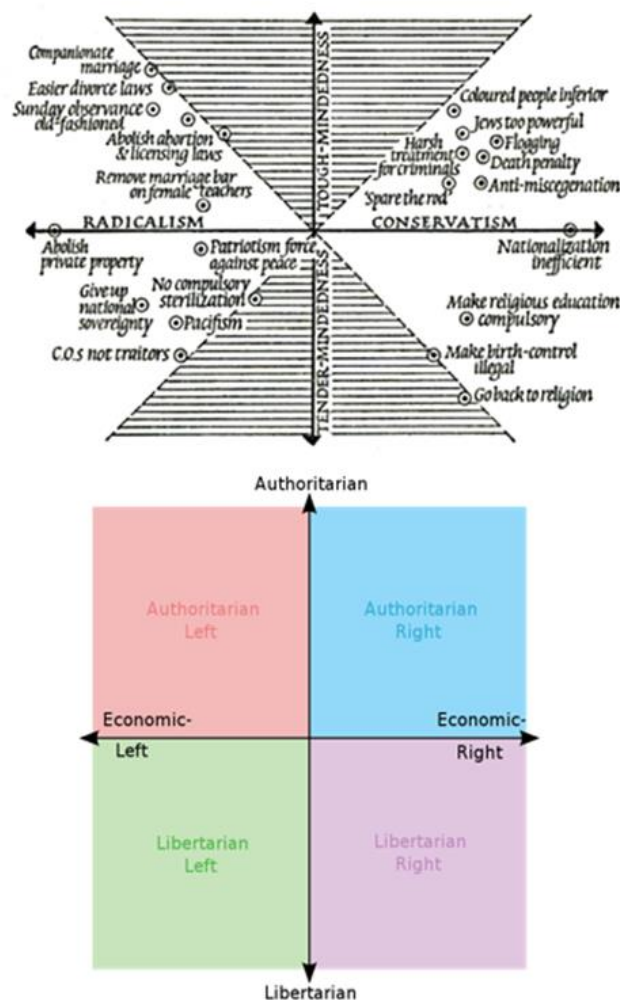 Companionate
marriage
Easier divorce laws
Sunday observance
old-fashioned
Abolish abortion
& licensing laws
Remove marriage bar
on female teachers
TOUGH-MINDEDNESS
Coloured people inferior
Jews too powerful
Flogging
Harsh
treatment
for criminals
Death penalty
'Spare the rod'
Anti-miscegenation
RADICALISM
CONSERVATISM
Abolish
private property
Patriotism force
against peace
Nationalization
inefficient
Give up
national
sovereignty
No compulsory
sterilization
Pacifism
C.O.s not traitors
TENDER-MINDEDNESS
Make religious education
compulsory
Make birth-control
illegal
Go back to religion
Authoritarian
Authoritarian
Left
Authoritarian
Right
Economic-
Left
Economic-
Right
Libertarian
Left
Libertarian
Right
Libertarian